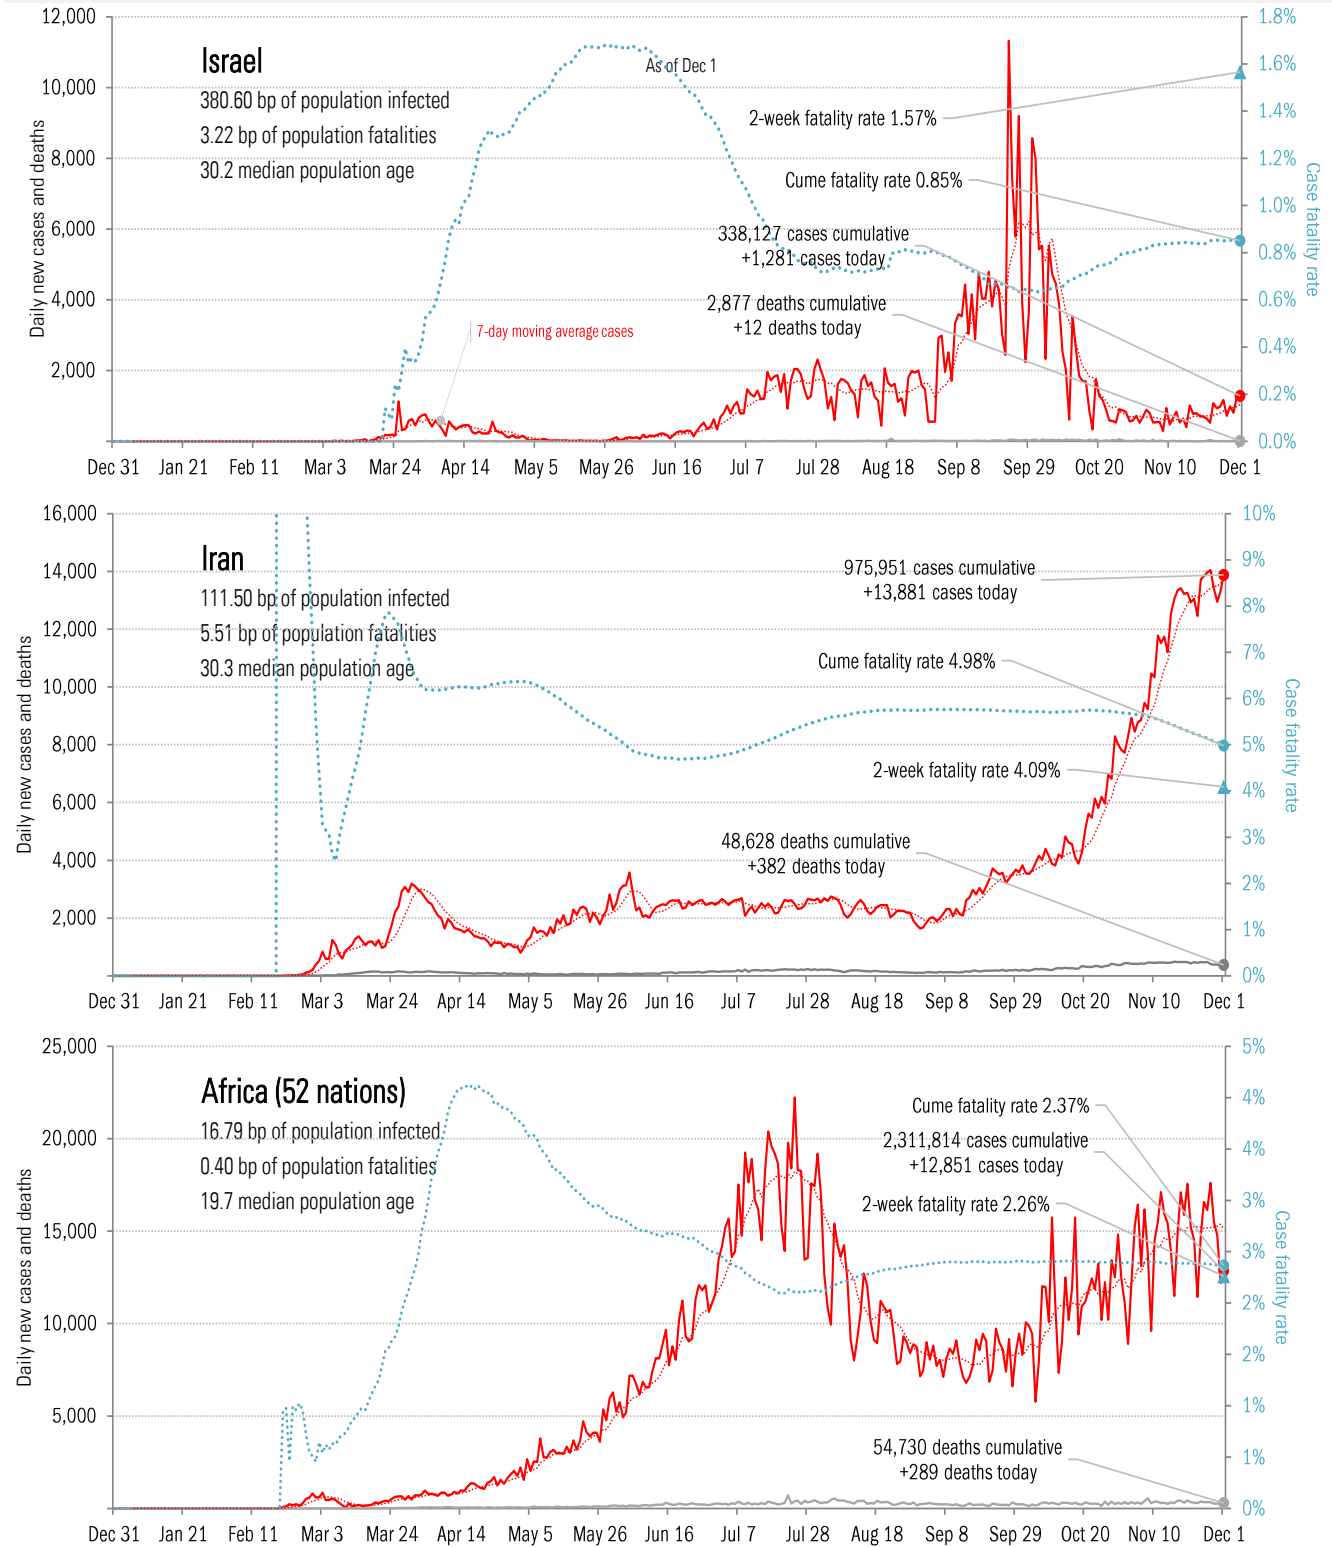 12,000
10,000
8,000
6,000
4,000
2,000
Daily new cases and deaths
Israel
380.60 bp of population infected
3.22 bp of population fatalities
30.2 median population age
As of Dec 1
2-week fatality rate 1.57%
Cume fatality rate 0.85%
338,127 cases cumulative
+1,281 cases today
2,877 deaths cumulative
+12 deaths today
7-day moving average cases
1.8%
1.6%
1.4%
1.2%
1.0%
0.8%
0.6%
0.4%
0.2%
0.0%
Case fatality rate
Dec 31 Jan 21 Feb 11 Mar 3 Mar 24 Apr 14 May 5 May 26 Jun 16 Jul 7 Jul 28 Aug 18 Sep 8 Sep 29 Oct 20 Nov 10 Dec 1
16,000
14,000
12,000
10,000
8,000
6,000
4,000
2,000
Daily new cases and deaths
Iran
111.50 bp of population infected
5.51 bp of population fatalities
30.3 median population age
975,951 cases cumulative
+13,881 cases today
Cume fatality rate 4.98%
2-week fatality rate 4.09%
48,628 deaths cumulative
+382 deaths today
10%
9%
8%
7%
6%
5%
4%
3%
2%
1%
0%
Case fatality rate
Dec 31 Jan 21 Feb 11 Mar 3 Mar 24 Apr 14 May 5 May 26 Jun 16 Jul 7 Jul 28 Aug 18 Sep 8 Sep 29 Oct 20 Nov 10 Dec 1
25,000
20,000
15,000
10,000
5,000
Daily new cases and deaths
Africa (52 nations)
16.79 bp of population infected
0.40 bp of population fatalities
19.7 median population age
Cume fatality rate 2.37%
2,311,814 cases cumulative
+12,851 cases today
2-week fatality rate 2.26%
54,730 deaths cumulative
+289 deaths today
5%
4%
4%
3%
3%
2%
2%
1%
1%
0%
Case fatality rate
Dec 31 Jan 21 Feb 11 Mar 3 Mar 24 Apr 14 May 5 May 26 Jun 16 Jul 7 Jul 28 Aug 18 Sep 8 Sep 29 Oct 20 Nov 10 Dec 1